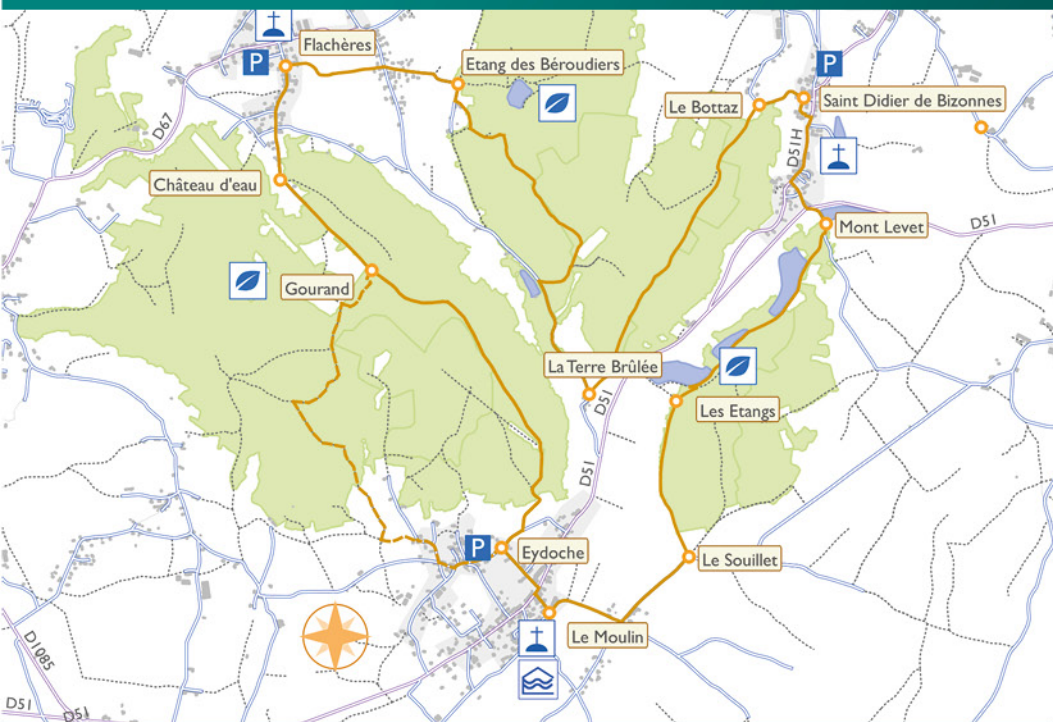 Flachères
P
Etang des Béroudiers
P
Le Bottaz
Saint Didier de Bizonnes
D67
D51H
Château d'eau
Mont Levet
D51
Gourand
La Terre Brûlée
D51
Les Etangs
D51
P
Eydoche
Le Souillet
Le Moulin
D1085
D51
D51